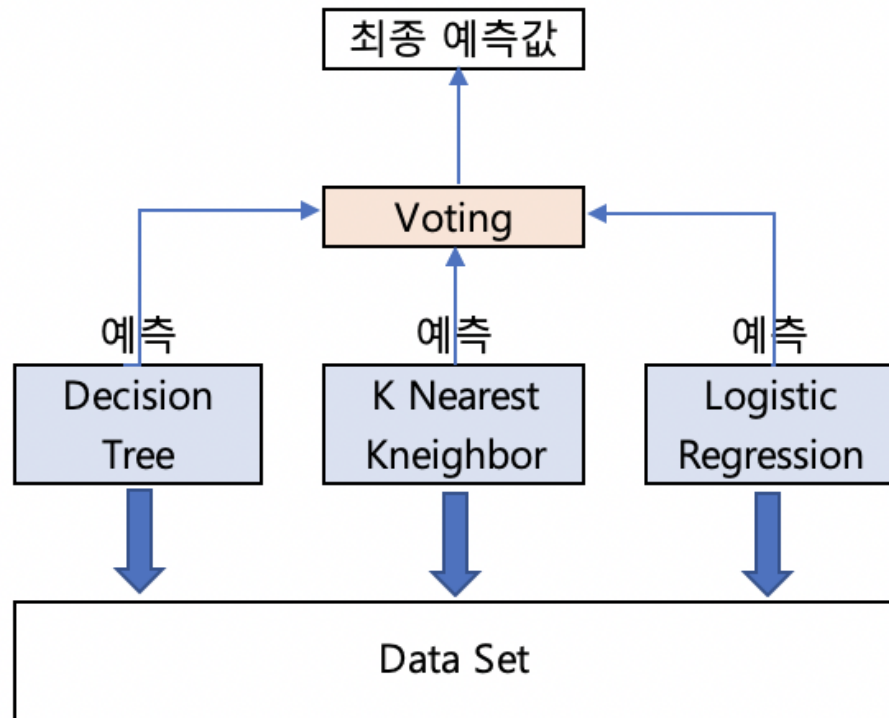 최종 예측값
Voting
예측
예측
예측
Decision
Tree
K Nearest
Kneighbor
Logistic
Regression
Data Set